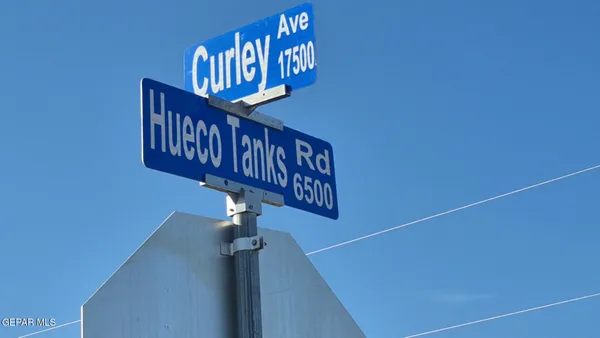 Curley Ave
17500
Hueco Tanks Rd
6500
GEPAR MLS